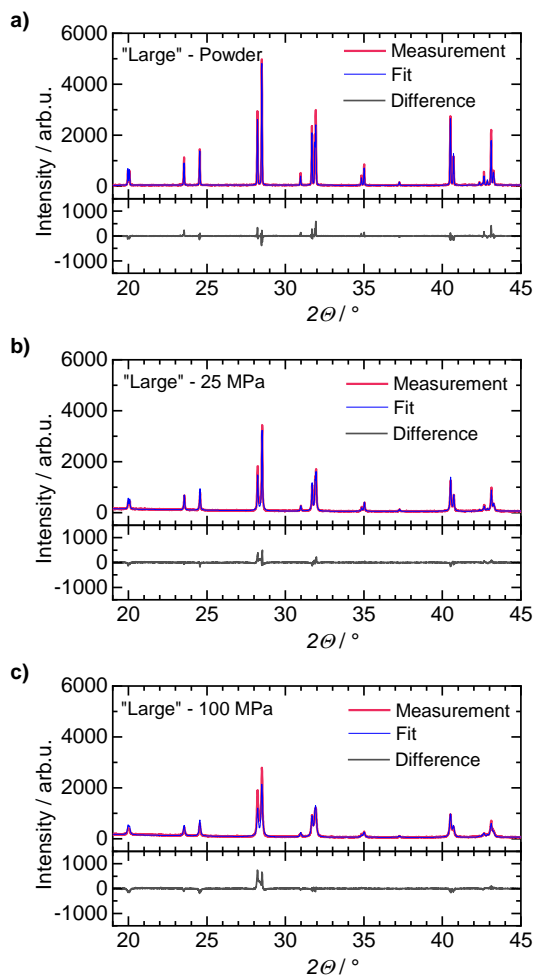 a)
6000
"Large" - Powder
Measurement
Fit
Difference
4000
2000
0
Intensity / arb.u.
1000
0
-1000
20 25 30 35 40 45
2Θ / °
b)
6000
"Large" - 25 MPa
Measurement
Fit
Difference
4000
2000
0
Intensity / arb.u.
1000
0
-1000
20 25 30 35 40 45
2Θ / °
c)
6000
"Large" - 100 MPa
Measurement
Fit
Difference
4000
2000
0
Intensity / arb.u.
1000
0
-1000
20 25 30 35 40 45
2Θ / °